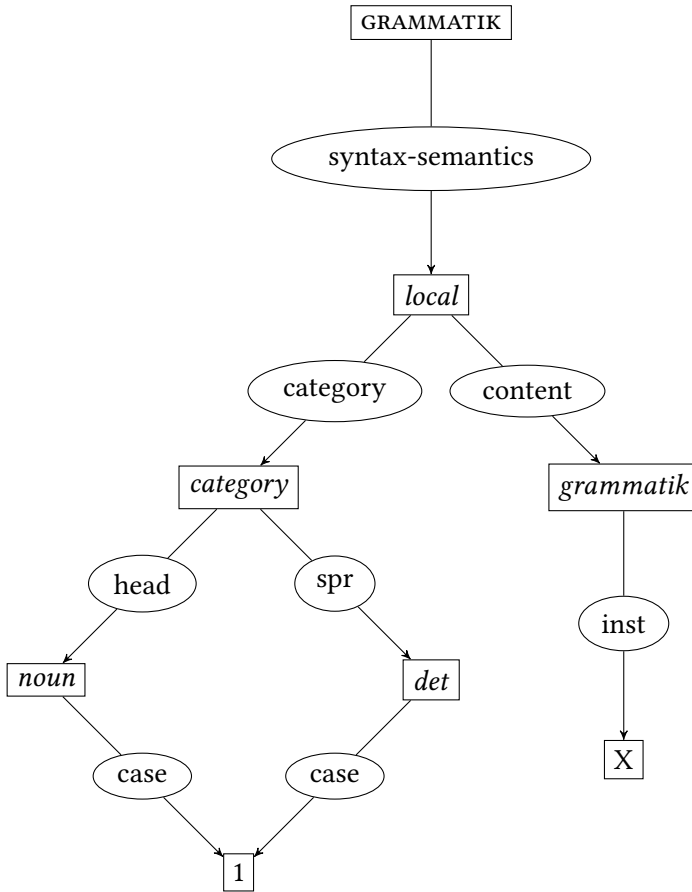 GRAMMATIK
syntax-semantics
local
category content
category grammatik
head spr
inst
noun det
X
case case
1